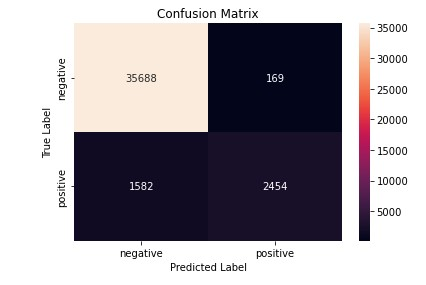 Confusion Matrix
True Label
negative
35688
169
positive
1582
2454
negative
positive
Predicted Label
35000
30000
25000
20000
15000
10000
5000